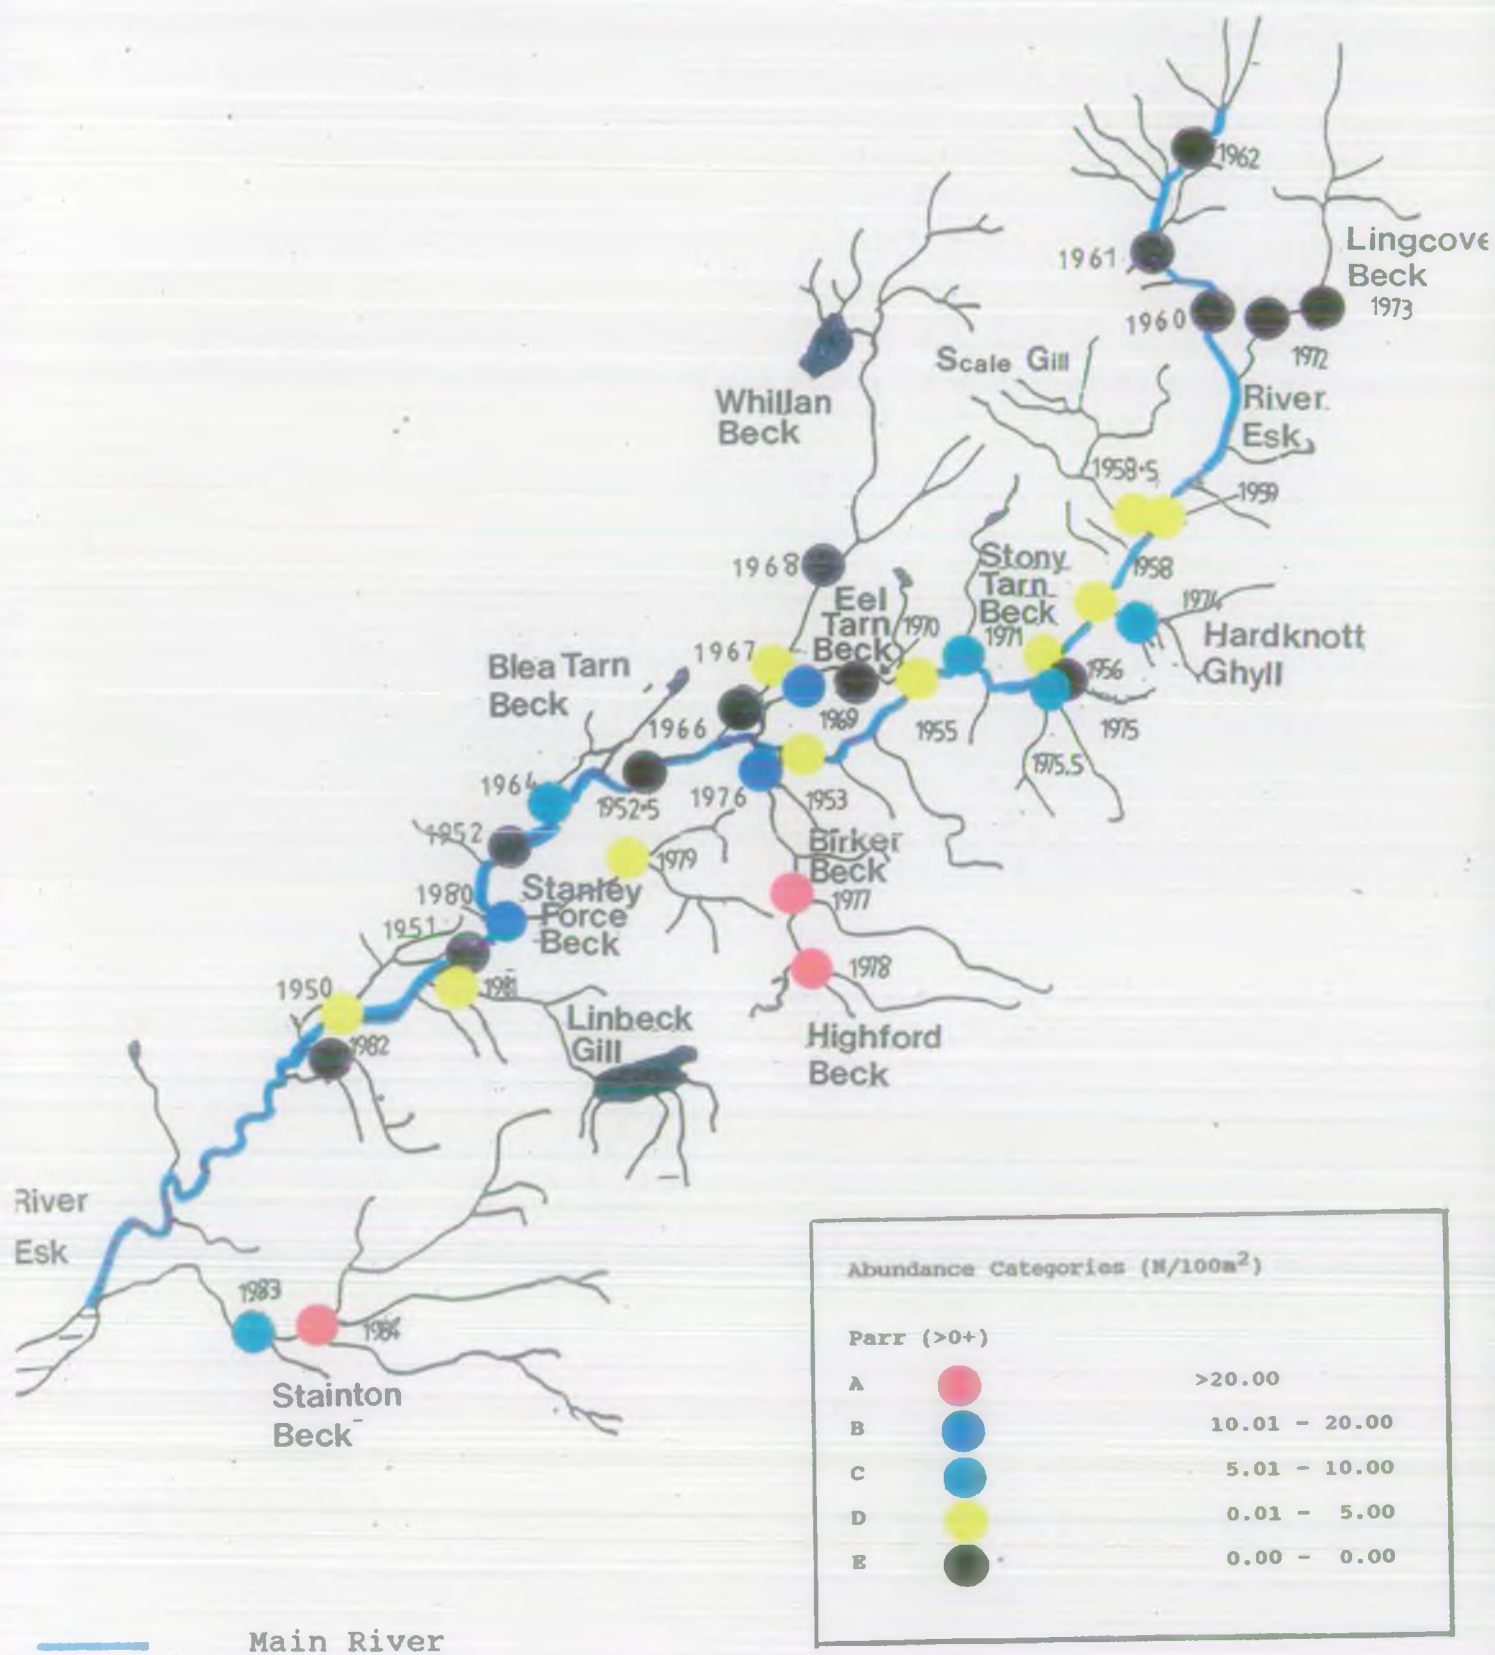 1962
Lingcove
Beck
1973
1961
1960
1972
Scale Gill
River
Esk
Whillan
Beck
1958.5
1959
1968
Stony
Tarn
Beck
1958
Eel
Tarn
Beck
1970
1971
1974
Hardknott
Ghyll
1967
Blea Tarn
Beck
1966
1969
1955
1956
1975
1975.5
1964
1952.5
1976
1953
1952
1979
Birker
Beck
1977
1980
Stanley
Force
Beck
1951
1978
1950
1981
Linbeck
Gill
Highford
Beck
1982
River
Esk
1983
1984
Stainton
Beck
Abundance Categories (N/100m²)
Parr (>0+)
A >20.00
B 10.01 - 20.00
C 5.01 - 10.00
D 0.01 - 5.00
E 0.00 - 0.00
Main River